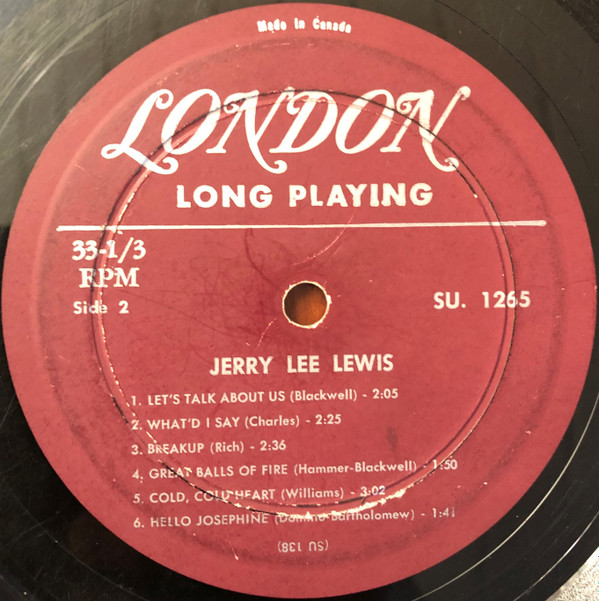 Made in Canada
LONDON
LONG PLAYING
33-1/3
RPM
Side 2
SU. 1265
JERRY LEE LEWIS
1. LET'S TALK ABOUT US (Blackwell) - 2:05
2. WHAT'D I SAY (Charles) - 2:25
3. BREAKUP (Rich) - 2:36
4. GREAT BALLS OF FIRE (Hammer-Blackwell) - 1:50
5. COLD, COLD HEART (Williams) - 3:02
6. HELLO JOSEPHINE (Domino-Bartholomew) - 1:41
(SU 138)